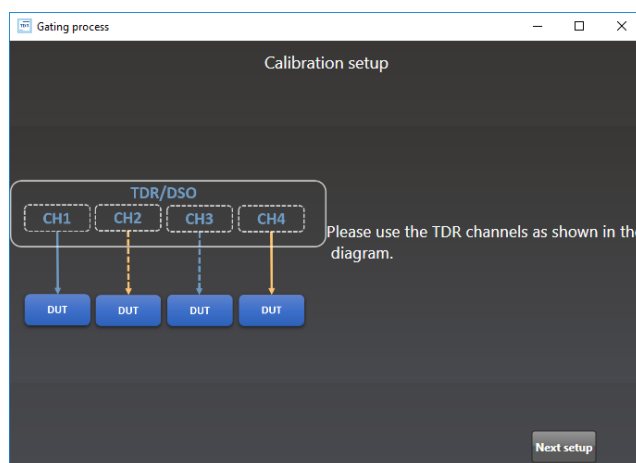 Gating process
Calibration setup
TDR/DSO
CH1 CH2 CH3 CH4
Please use the TDR channels as shown in the
diagram.
DUT DUT DUT DUT
Next setup